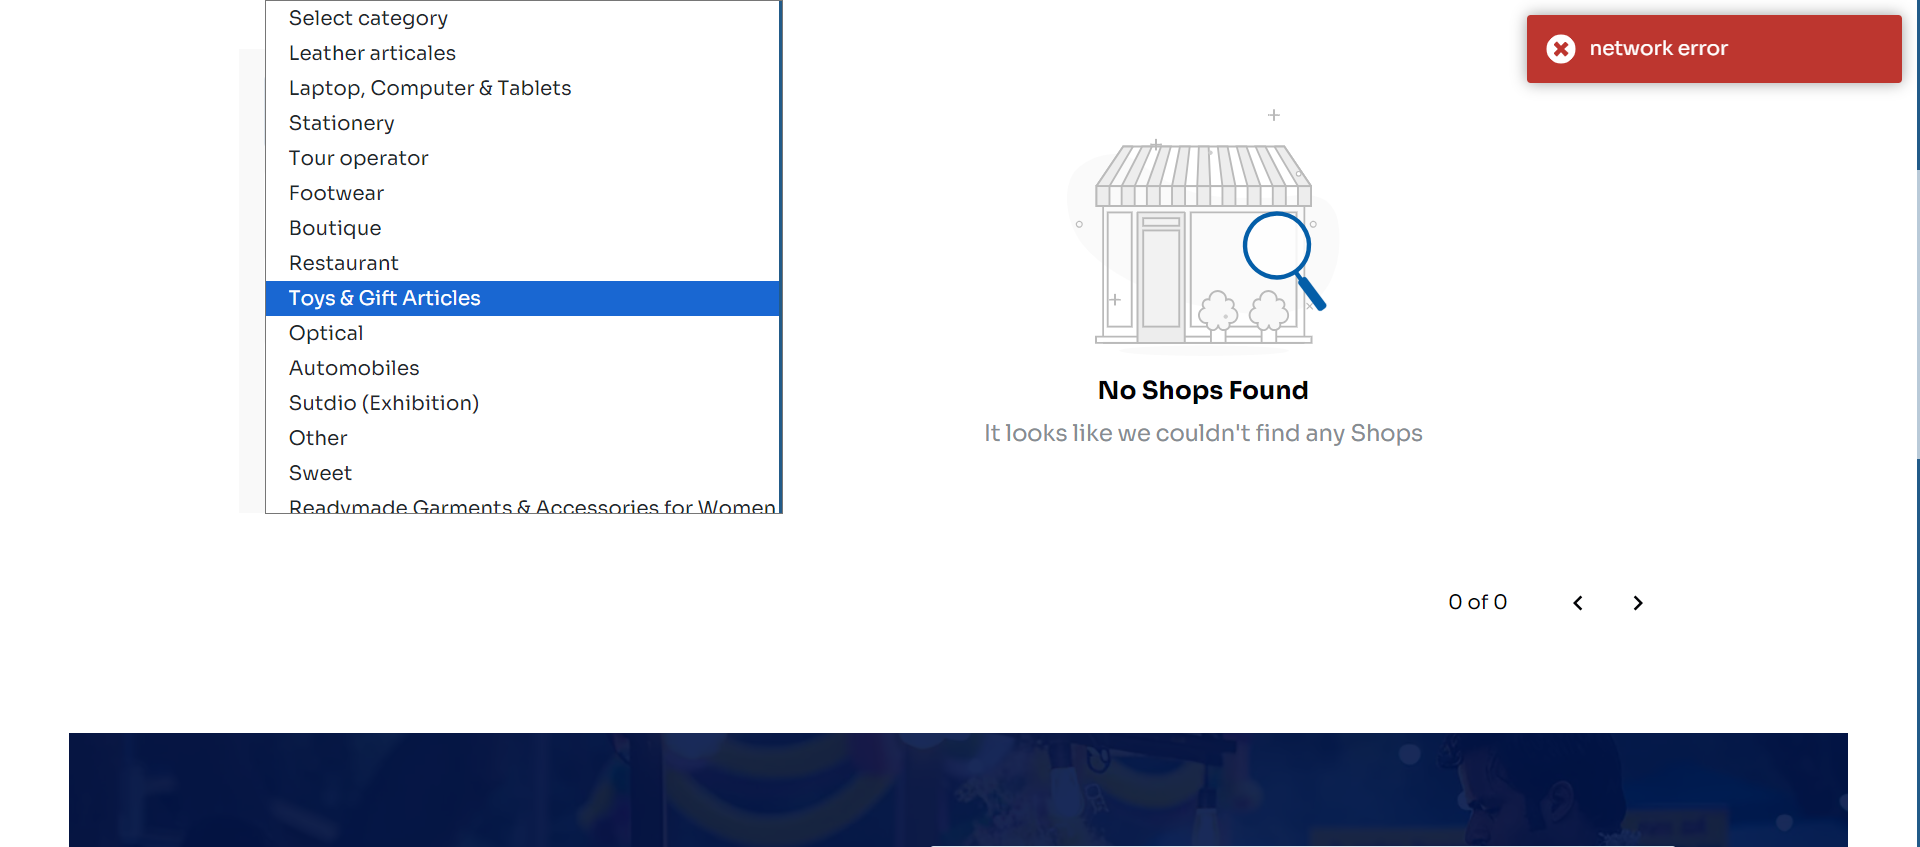 Select category
Leather articales
Laptop, Computer & Tablets
Stationery
Tour operator
Footwear
Boutique
Restaurant
Toys & Gift Articles
Optical
Automobiles
Sutdio (Exhibition)
Other
Sweet
Readymade Garments & Accessories for Women
network error
No Shops Found
It looks like we couldn't find any Shops
0 of 0